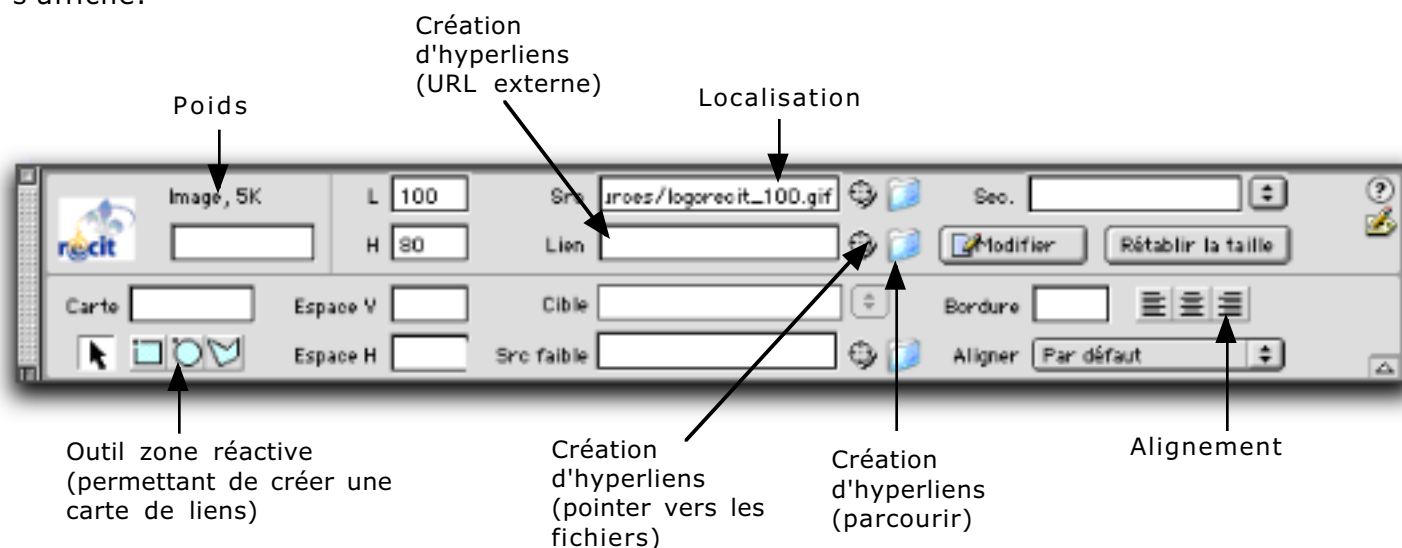 s'affiche.
Création
d'hyperliens
(URL externe)
Poids
Localisation
Image, 5K
L 100
Src uroes/logorecit_100.gif
Sec.
récit
H 80
Lien
Modifier
Rétablir la taille
Carte
Espace V
Cible
Bordure
Espace H
Src faible
Aligner Par défaut
Outil zone réactive
(permettant de créer une
carte de liens)
Création
d'hyperliens
(pointer vers les
fichiers)
Création
d'hyperliens
(parcourir)
Alignement